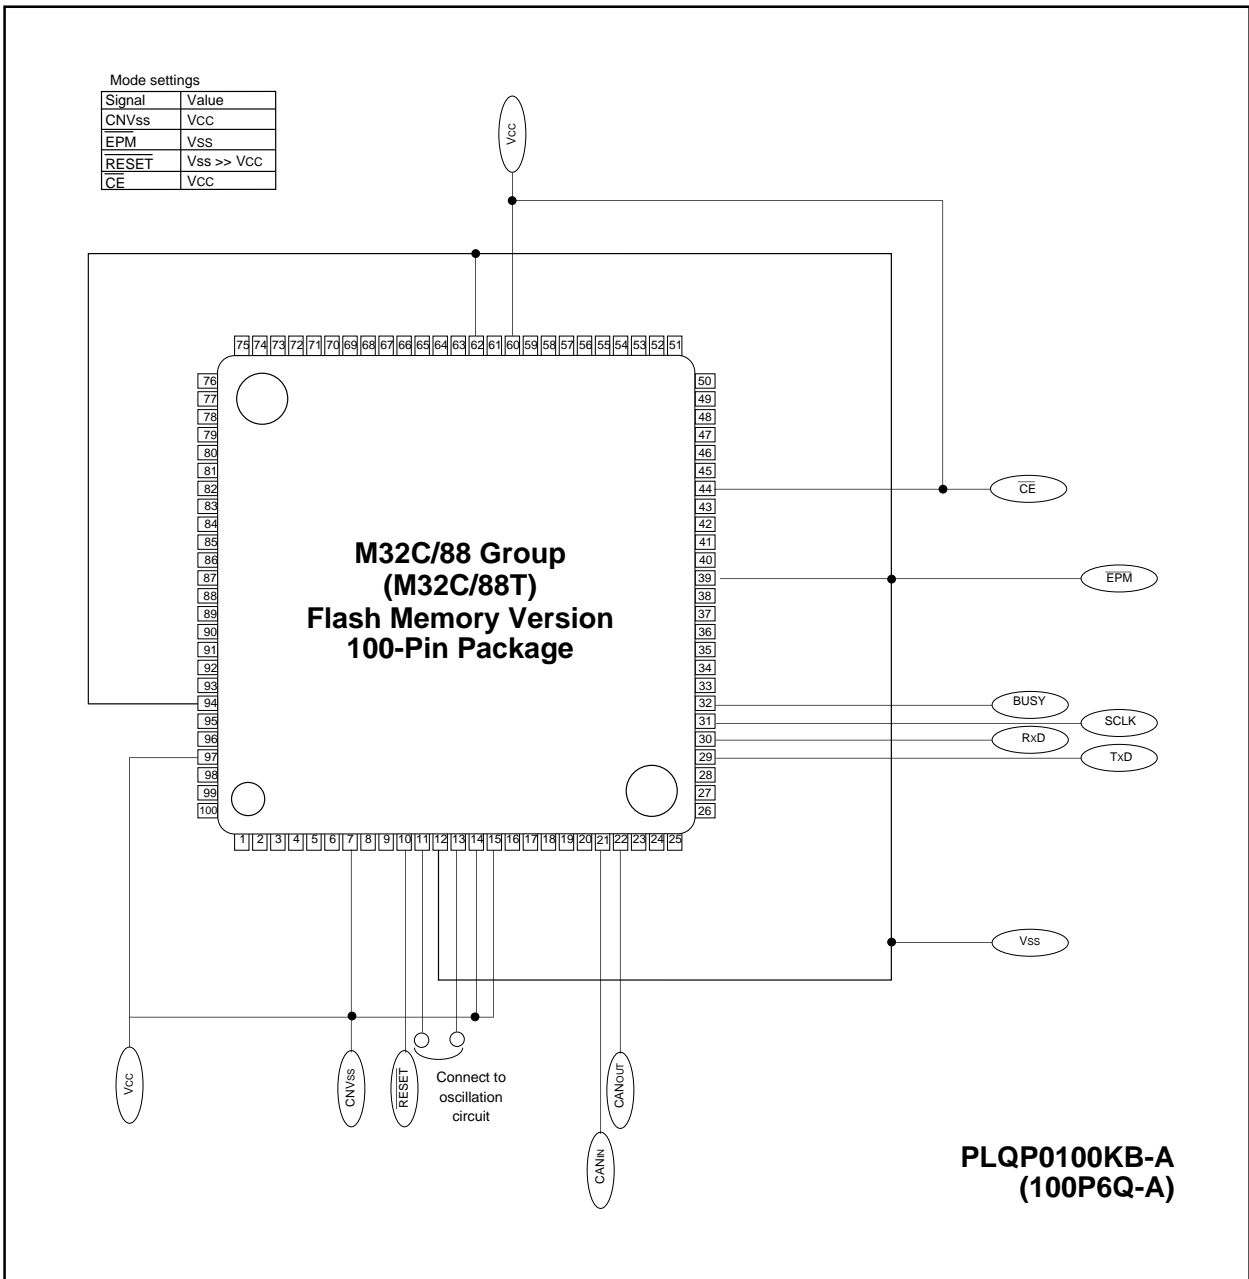 Mode settings
Signal Value
CNVss VCC
EPM VSS
RESET Vss >> VCC
CE VCC
VCC
75 74 73 72 71 70 69 68 67 66 65 64 63 62 61 60 59 58 57 56 55 54 53 52 51
76
77
78
79
80
81
82
83
84
85
86
87
88
89
90
91
92
93
94
95
96
97
98
99
100
M32C/88 Group
(M32C/88T)
Flash Memory Version
100-Pin Package
50
49
48
47
46
45
44
43
42
41
40
39
38
37
36
35
34
33
32
31
30
29
28
27
26
CE
EPM
BUSY
SCLK
RxD
TxD
Vss
1 2 3 4 5 6 7 8 9 10 11 12 13 14 15 16 17 18 19 20 21 22 23 24 25
Vcc
CNVss
RESET
Connect to
oscillation
circuit
CANOUT
CANIN
PLQP0100KB-A
(100P6Q-A)